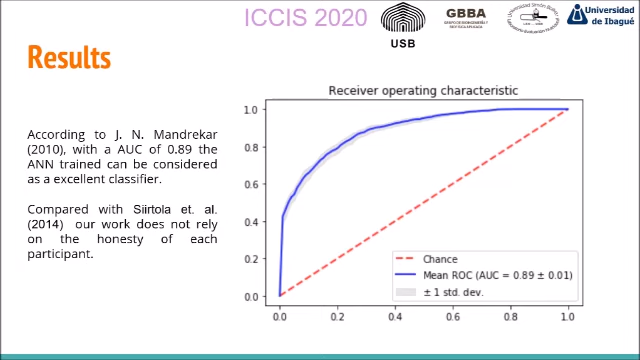 ICCIS 2020
USB
GBBA
Universidad
de Ibagué
Results
According to J. N. Mandrekar
(2010), with a AUC of 0.89 the
ANN trained can be considered
as a excellent classifier.
Compared with Siirtola et. al.
(2014) our work does not rely
on the honesty of each
participant.
Receiver operating characteristic
1.0
0.8
0.6
0.4
0.2
0.0
0.0 0.2 0.4 0.6 0.8 1.0
Chance
Mean ROC (AUC = 0.89 ± 0.01)
± 1 std. dev.